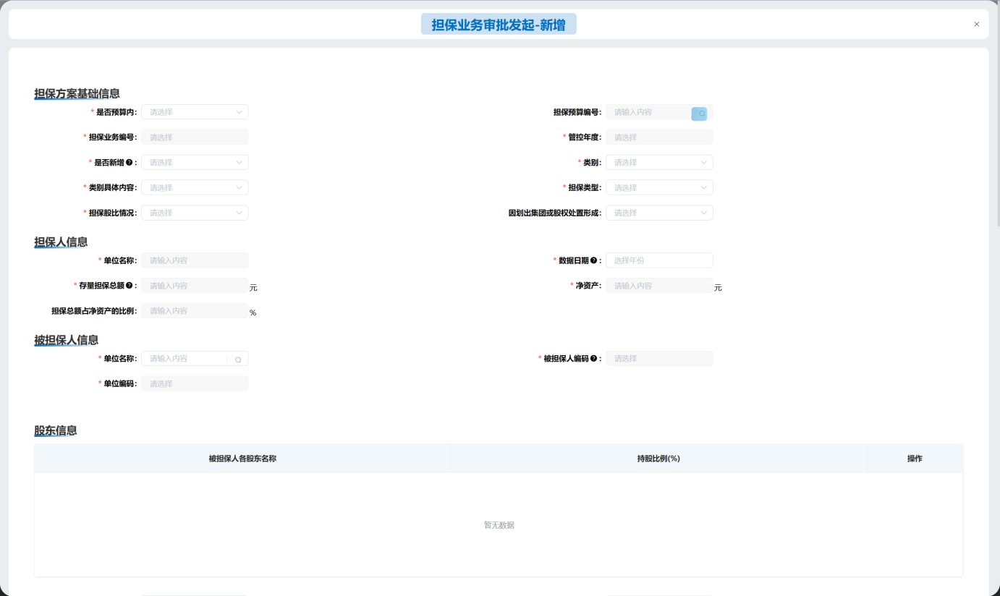 担保业务审批发起-新增
×
担保方案基础信息
* 是否预算内: 请选择 担保预算编号: 请输入内容
* 担保业务编号: 请选择 * 管控年度: 请选择
* 是否新增?: 请选择 * 类别: 请选择
* 类别具体内容: 请选择 * 担保类型: 请选择
* 担保股比情况: 请选择 因划出集团或股权处置形成: 请选择
担保人信息
* 单位名称: 请输入内容 * 数据日期?: 选择年份
* 存量担保总额?: 请输入内容 元 * 净资产: 请输入内容 元
担保总额占净资产的比例: 请输入内容 %
被担保人信息
* 单位名称: 请输入内容 * 被担保人编码?: 请选择
* 单位编码: 请选择
股东信息
被担保人各股东名称 持股比例(%) 操作
暂无数据